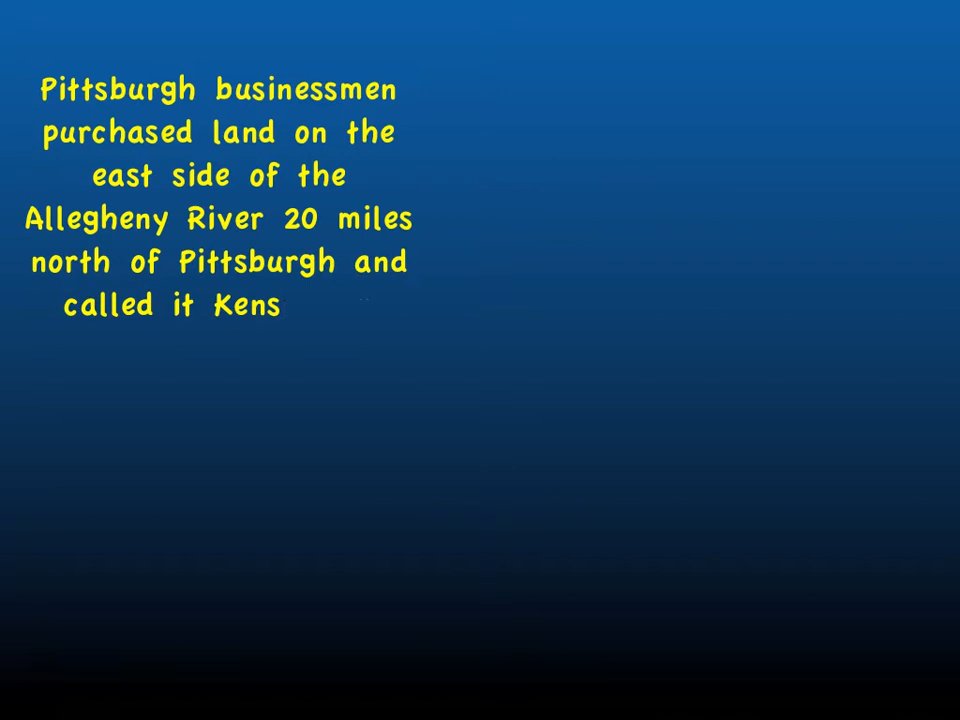 Pittsburgh businessmen
purchased land on the
east side of the
Allegheny River 20 miles
north of Pittsburgh and
called it Kens